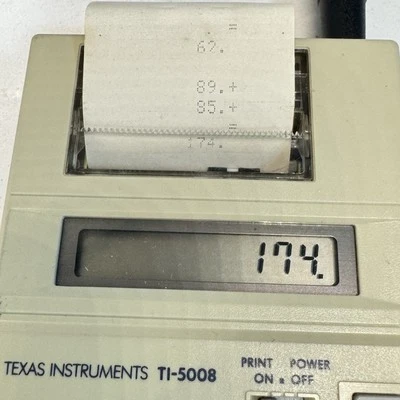 =
62.
89.+
85.+
=
174.
174.
TEXAS INSTRUMENTS TI-5008
PRINT POWER
ON OFF